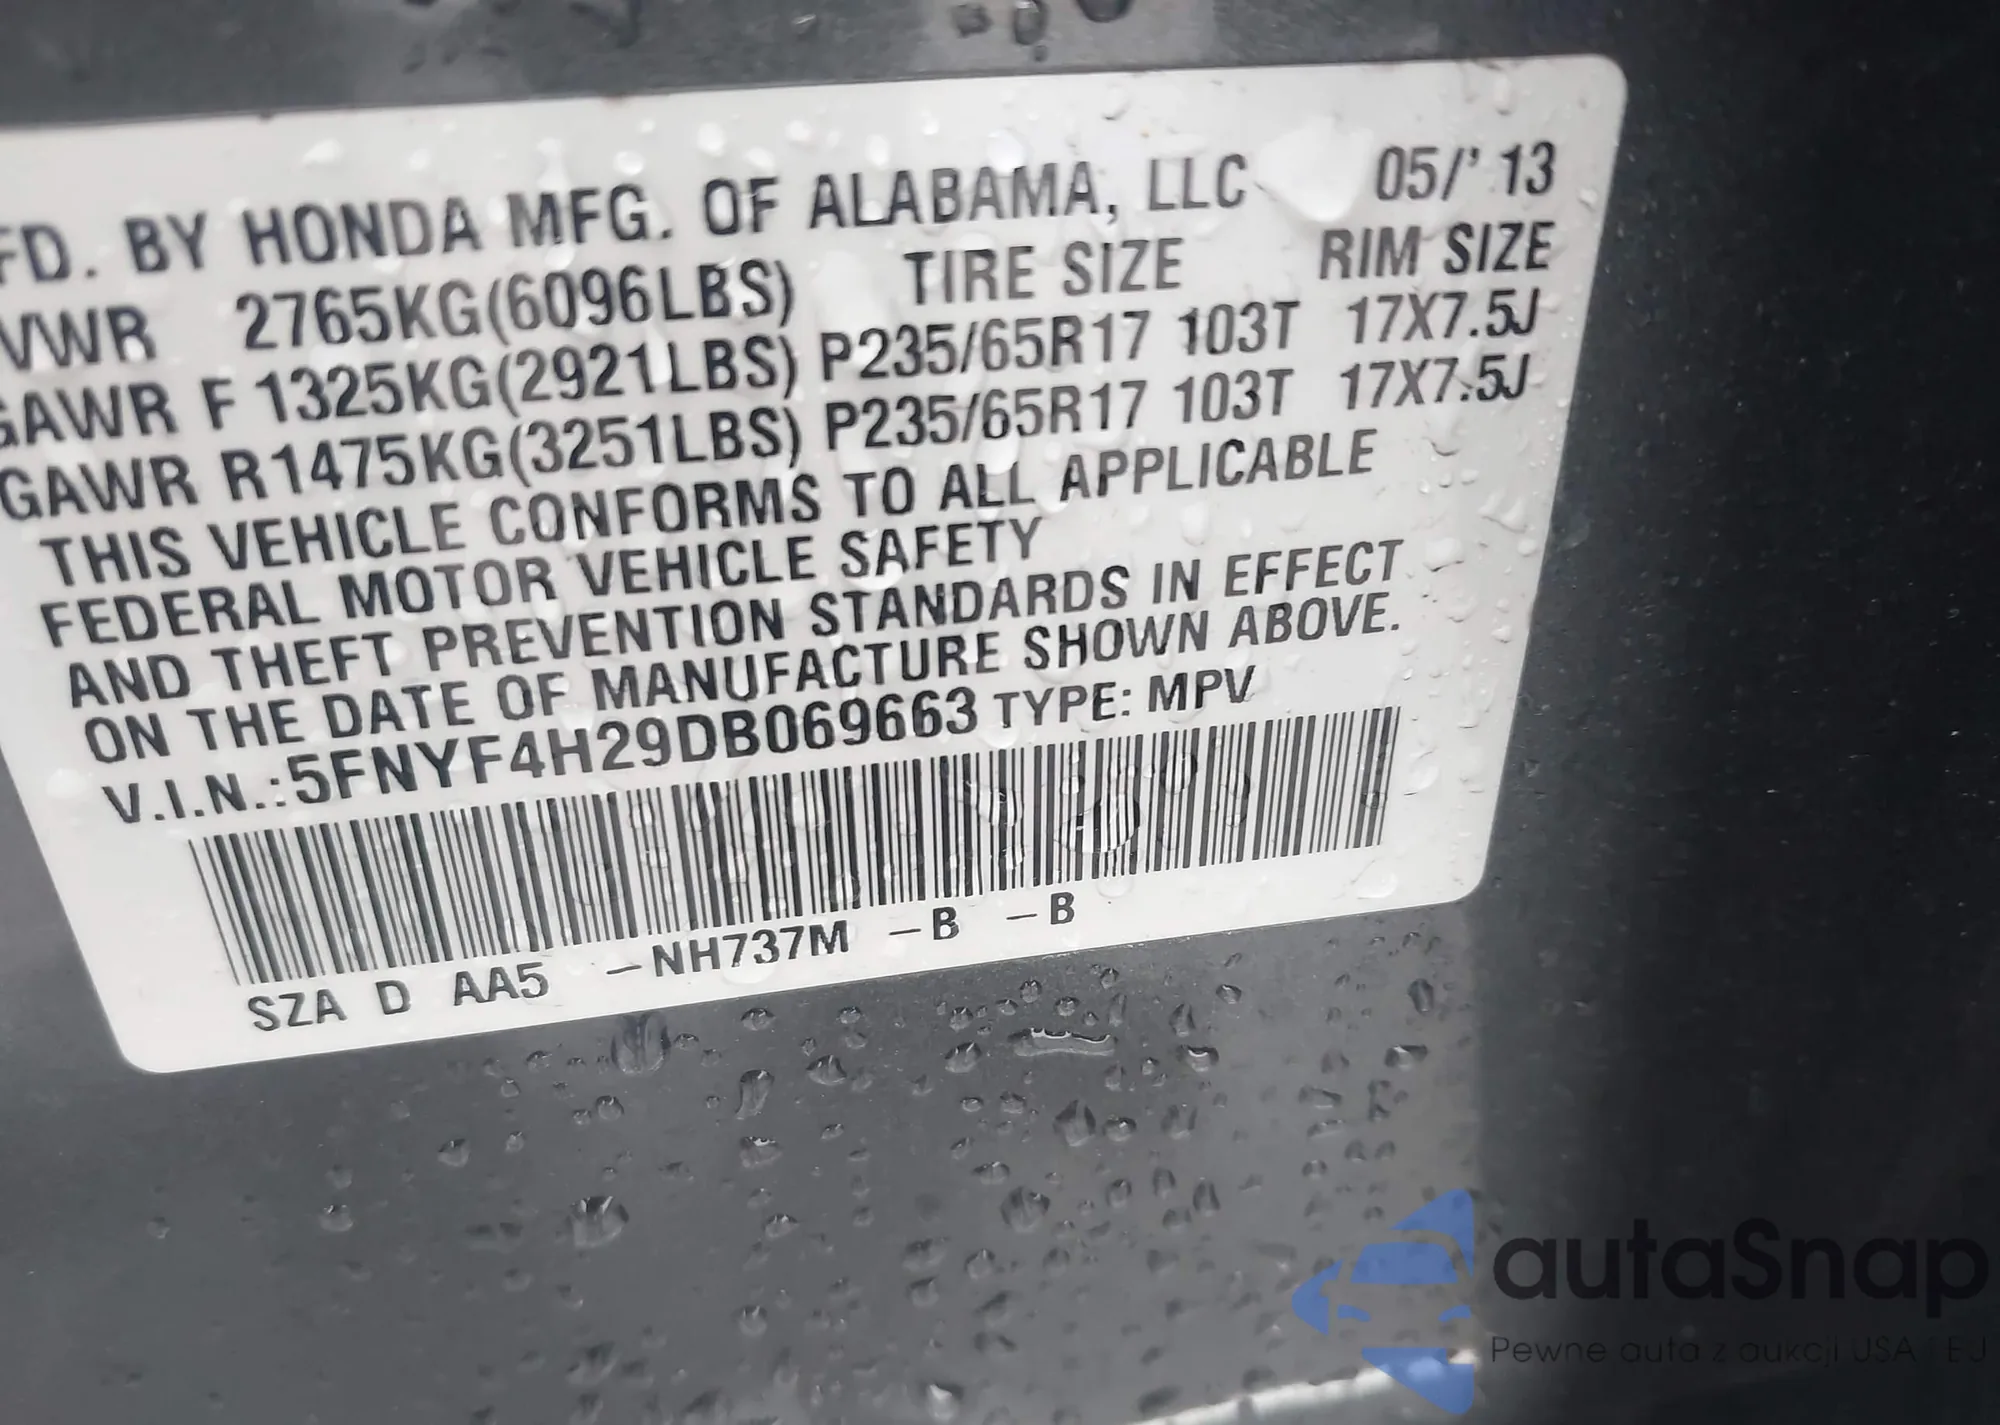 FD. BY HONDA MFG. OF ALABAMA, LLC 05/' 13
VWR 2765KG(6096LBS) TIRE SIZE RIM SIZE
GAWR F 1325KG(2921LBS) P235/65R17 103T 17X7.5J
GAWR R1475KG(3251LBS) P235/65R17 103T 17X7.5J
THIS VEHICLE CONFORMS TO ALL APPLICABLE
FEDERAL MOTOR VEHICLE SAFETY
AND THEFT PREVENTION STANDARDS IN EFFECT
ON THE DATE OF MANUFACTURE SHOWN ABOVE.
V.I.N.:5FNYF4H29DB069663 TYPE: MPV
SZA D AA5 –NH737M –B –B
autaSnap
Pewne auta z aukcji USA i EU